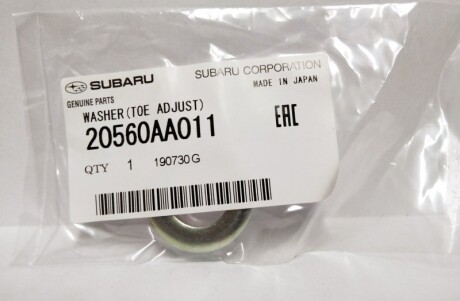 SUBARU SUBARU CORPORATION
GENUINE PARTS MADE IN JAPAN
WASHER(TOE ADJUST)
20560AA011 EAC
QTY 1 190730G